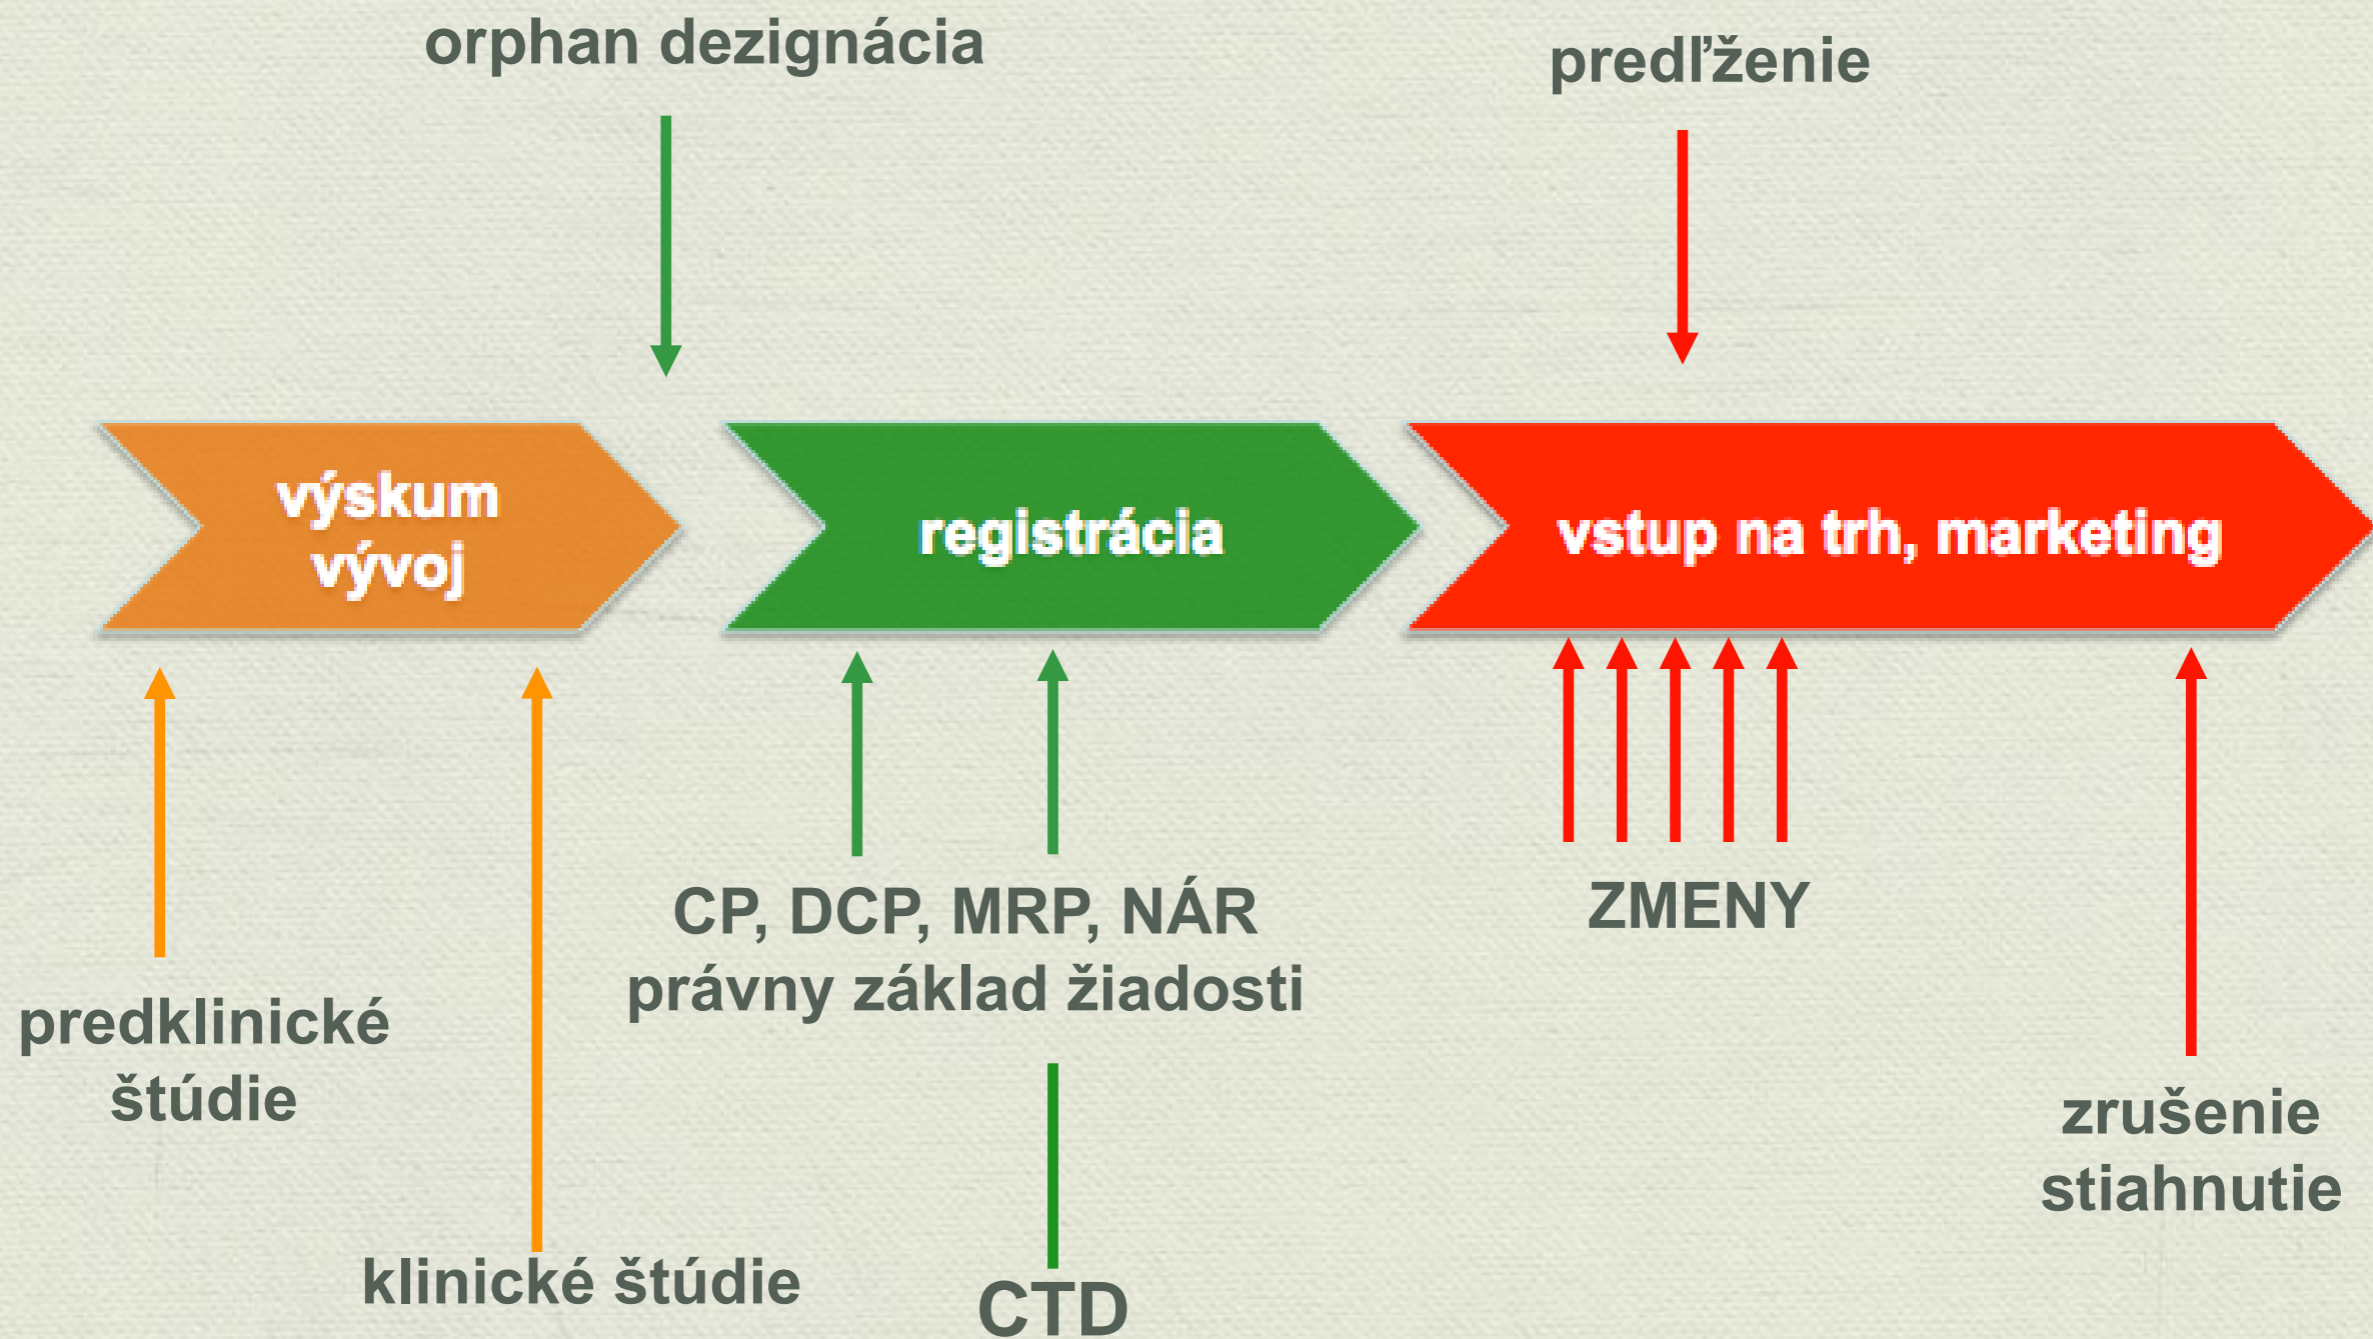 orphan dezignácia
predľženie
výskum
vývoj
registrácia
vstup na trh, marketing
CP, DCP, MRP, NÁR
právny základ žiadosti
ZMENY
predklinické
štúdie
zrušenie
stiahnutie
klinické štúdie
CTD